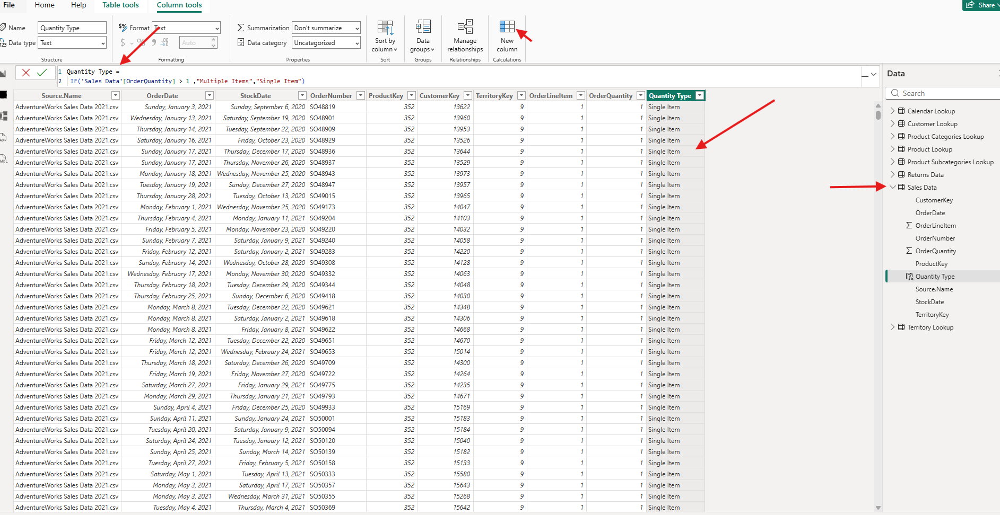 File Home Help Table tools Column tools Share
Name Quantity Type $% Format Text Summarization Don't summarize
Data type Text $ % 9 .00 Auto Data category Uncategorized
Sort by column Data groups Manage relationships New column
Structure Formatting Properties Sort Groups Relationships Calculations
1 Quantity Type =
2 IF('Sales Data'[OrderQuantity] > 1 ,"Multiple Items","Single Item")
Source.Name OrderDate StockDate OrderNumber ProductKey CustomerKey TerritoryKey OrderLineItem OrderQuantity Quantity Type
AdventureWorks Sales Data 2021.csv Sunday, January 3, 2021 Sunday, September 6, 2020 SO48819 352 13622 9 1 1 Single Item
AdventureWorks Sales Data 2021.csv Wednesday, January 13, 2021 Saturday, September 19, 2020 SO48901 352 13960 9 1 1 Single Item
AdventureWorks Sales Data 2021.csv Thursday, January 14, 2021 Tuesday, September 22, 2020 SO48909 352 13953 9 1 1 Single Item
AdventureWorks Sales Data 2021.csv Saturday, January 16, 2021 Friday, October 23, 2020 SO48929 352 13526 9 1 1 Single Item
AdventureWorks Sales Data 2021.csv Sunday, January 17, 2021 Thursday, December 17, 2020 SO48936 352 13644 9 1 1 Single Item
AdventureWorks Sales Data 2021.csv Sunday, January 17, 2021 Thursday, November 26, 2020 SO48937 352 13529 9 1 1 Single Item
AdventureWorks Sales Data 2021.csv Monday, January 18, 2021 Wednesday, November 25, 2020 SO48943 352 13973 9 1 1 Single Item
AdventureWorks Sales Data 2021.csv Tuesday, January 19, 2021 Sunday, December 27, 2020 SO48947 352 13957 9 1 1 Single Item
AdventureWorks Sales Data 2021.csv Thursday, January 28, 2021 Tuesday, October 13, 2020 SO49015 352 13965 9 1 1 Single Item
AdventureWorks Sales Data 2021.csv Monday, February 1, 2021 Wednesday, November 25, 2020 SO49173 352 14047 9 1 1 Single Item
AdventureWorks Sales Data 2021.csv Thursday, February 4, 2021 Monday, January 11, 2021 SO49204 352 14103 9 1 1 Single Item
AdventureWorks Sales Data 2021.csv Friday, February 5, 2021 Monday, November 23, 2020 SO49220 352 14032 9 1 1 Single Item
AdventureWorks Sales Data 2021.csv Sunday, February 7, 2021 Saturday, January 9, 2021 SO49240 352 14058 9 1 1 Single Item
AdventureWorks Sales Data 2021.csv Friday, February 12, 2021 Saturday, January 2, 2021 SO49283 352 14220 9 1 1 Single Item
AdventureWorks Sales Data 2021.csv Sunday, February 14, 2021 Wednesday, October 28, 2020 SO49308 352 14128 9 1 1 Single Item
AdventureWorks Sales Data 2021.csv Wednesday, February 17, 2021 Monday, November 30, 2020 SO49332 352 14063 9 1 1 Single Item
AdventureWorks Sales Data 2021.csv Thursday, February 18, 2021 Tuesday, December 29, 2020 SO49344 352 14048 9 1 1 Single Item
AdventureWorks Sales Data 2021.csv Thursday, February 25, 2021 Sunday, December 6, 2020 SO49418 352 14030 9 1 1 Single Item
AdventureWorks Sales Data 2021.csv Monday, March 8, 2021 Tuesday, December 22, 2020 SO49621 352 14348 9 1 1 Single Item
AdventureWorks Sales Data 2021.csv Monday, March 8, 2021 Saturday, January 2, 2021 SO49618 352 14306 9 1 1 Single Item
AdventureWorks Sales Data 2021.csv Monday, March 8, 2021 Friday, January 8, 2021 SO49622 352 14668 9 1 1 Single Item
AdventureWorks Sales Data 2021.csv Friday, March 12, 2021 Tuesday, December 22, 2020 SO49651 352 14670 9 1 1 Single Item
AdventureWorks Sales Data 2021.csv Friday, March 12, 2021 Wednesday, February 24, 2021 SO49653 352 15014 9 1 1 Single Item
AdventureWorks Sales Data 2021.csv Thursday, March 18, 2021 Saturday, December 26, 2020 SO49709 352 14300 9 1 1 Single Item
AdventureWorks Sales Data 2021.csv Friday, March 19, 2021 Friday, November 27, 2020 SO49722 352 14264 9 1 1 Single Item
AdventureWorks Sales Data 2021.csv Saturday, March 27, 2021 Friday, January 29, 2021 SO49775 352 14235 9 1 1 Single Item
AdventureWorks Sales Data 2021.csv Monday, March 29, 2021 Thursday, January 21, 2021 SO49793 352 14671 9 1 1 Single Item
AdventureWorks Sales Data 2021.csv Sunday, April 4, 2021 Friday, December 25, 2020 SO49933 352 15169 9 1 1 Single Item
AdventureWorks Sales Data 2021.csv Sunday, April 11, 2021 Sunday, January 24, 2021 SO50001 352 15183 9 1 1 Single Item
AdventureWorks Sales Data 2021.csv Tuesday, April 20, 2021 Saturday, January 9, 2021 SO50094 352 15184 9 1 1 Single Item
AdventureWorks Sales Data 2021.csv Saturday, April 24, 2021 Tuesday, January 12, 2021 SO50120 352 15040 9 1 1 Single Item
AdventureWorks Sales Data 2021.csv Sunday, April 25, 2021 Sunday, March 14, 2021 SO50139 352 15182 9 1 1 Single Item
AdventureWorks Sales Data 2021.csv Tuesday, April 27, 2021 Friday, February 5, 2021 SO50158 352 15133 9 1 1 Single Item
AdventureWorks Sales Data 2021.csv Saturday, May 1, 2021 Tuesday, April 13, 2021 SO50333 352 15580 9 1 1 Single Item
AdventureWorks Sales Data 2021.csv Monday, May 3, 2021 Saturday, April 17, 2021 SO50357 352 15643 9 1 1 Single Item
AdventureWorks Sales Data 2021.csv Monday, May 3, 2021 Wednesday, March 31, 2021 SO50355 352 15268 9 1 1 Single Item
AdventureWorks Sales Data 2021.csv Tuesday, May 4, 2021 Thursday, March 4, 2021 SO50369 352 15642 9 1 1 Single Item
Data
Search
Calendar Lookup
Customer Lookup
Product Categories Lookup
Product Lookup
Product Subcategories Lookup
Returns Data
Sales Data
CustomerKey
OrderDate
OrderLineItem
OrderNumber
OrderQuantity
ProductKey
Quantity Type
Source.Name
StockDate
TerritoryKey
Territory Lookup